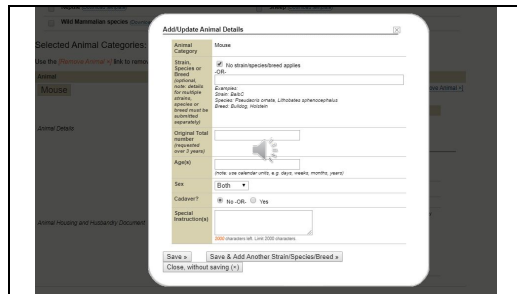 Wild Mammalian species
Selected Animal Categories:
Use the [Remove Animal ×] link to remov
Animal
Mouse
Animal Details
Animal Housing and Husbandry Document
Add/Update Animal Details
Animal Category
Mouse
Strain, Species or Breed (optional, note: details for multiple strains, species or breed must be submitted separately)
No strain/species/breed applies
-OR-
Examples:
Strain: BalbC
Species: Pseudacris ornata, Lithobates sphenocephalus
Breed: Bulldog, Holstein
Original Total number (requested over 3 years)
Age(s)
(note: use calendar units, e.g. days, weeks, months, years)
Sex
Both
Cadaver?
No -OR- Yes
Special Instruction(s)
2000 characters left. Limit 2000 characters.
Save »
Save & Add Another Strain/Species/Breed »
Close, without saving (×)